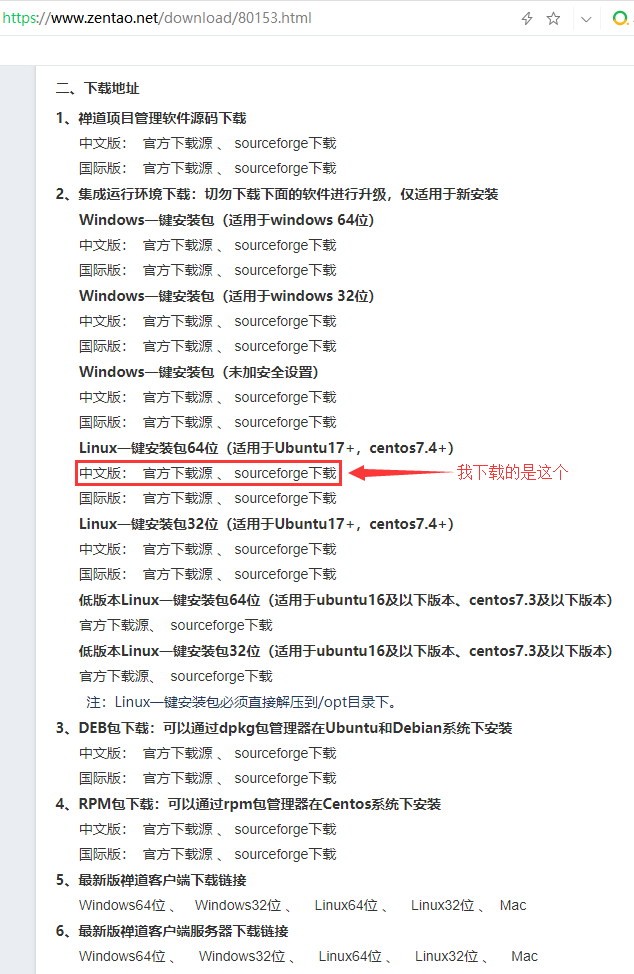 https://www.zentao.net/download/80153.html
二、下载地址
1、禅道项目管理软件源码下载
中文版： 官方下载源 、 sourceforge下载
国际版： 官方下载源 、 sourceforge下载
2、集成运行环境下载：切勿下载下面的软件进行升级，仅适用于新安装
Windows一键安装包（适用于windows 64位）
中文版： 官方下载源 、 sourceforge下载
国际版： 官方下载源 、 sourceforge下载
Windows一键安装包（适用于windows 32位）
中文版： 官方下载源 、 sourceforge下载
国际版： 官方下载源 、 sourceforge下载
Windows一键安装包（未加安全设置）
中文版： 官方下载源 、 sourceforge下载
国际版： 官方下载源 、 sourceforge下载
Linux一键安装包64位（适用于Ubuntu17+，centos7.4+）
中文版： 官方下载源 、 sourceforge下载 我下载的是这个
国际版： 官方下载源 、 sourceforge下载
Linux一键安装包32位（适用于Ubuntu17+，centos7.4+）
中文版： 官方下载源 、 sourceforge下载
国际版： 官方下载源 、 sourceforge下载
低版本Linux一键安装包64位（适用于ubuntu16及以下版本、centos7.3及以下版本）
官方下载源、 sourceforge下载
低版本Linux一键安装包32位（适用于ubuntu16及以下版本、centos7.3及以下版本）
官方下载源、 sourceforge下载
注：Linux一键安装包必须直接解压到/opt目录下。
3、DEB包下载：可以通过dpkg包管理器在Ubuntu和Debian系统下安装
中文版： 官方下载源 、 sourceforge下载
国际版： 官方下载源 、 sourceforge下载
4、RPM包下载：可以通过rpm包管理器在Centos系统下安装
中文版： 官方下载源 、 sourceforge下载
国际版： 官方下载源 、 sourceforge下载
5、最新版禅道客户端下载链接
Windows64位 、 Windows32位 、 Linux64位 、 Linux32位 、 Mac
6、最新版禅道客户端服务器下载链接
Windows64位 、 Windows32位 、 Linux64位 、 Linux32位 、 Mac